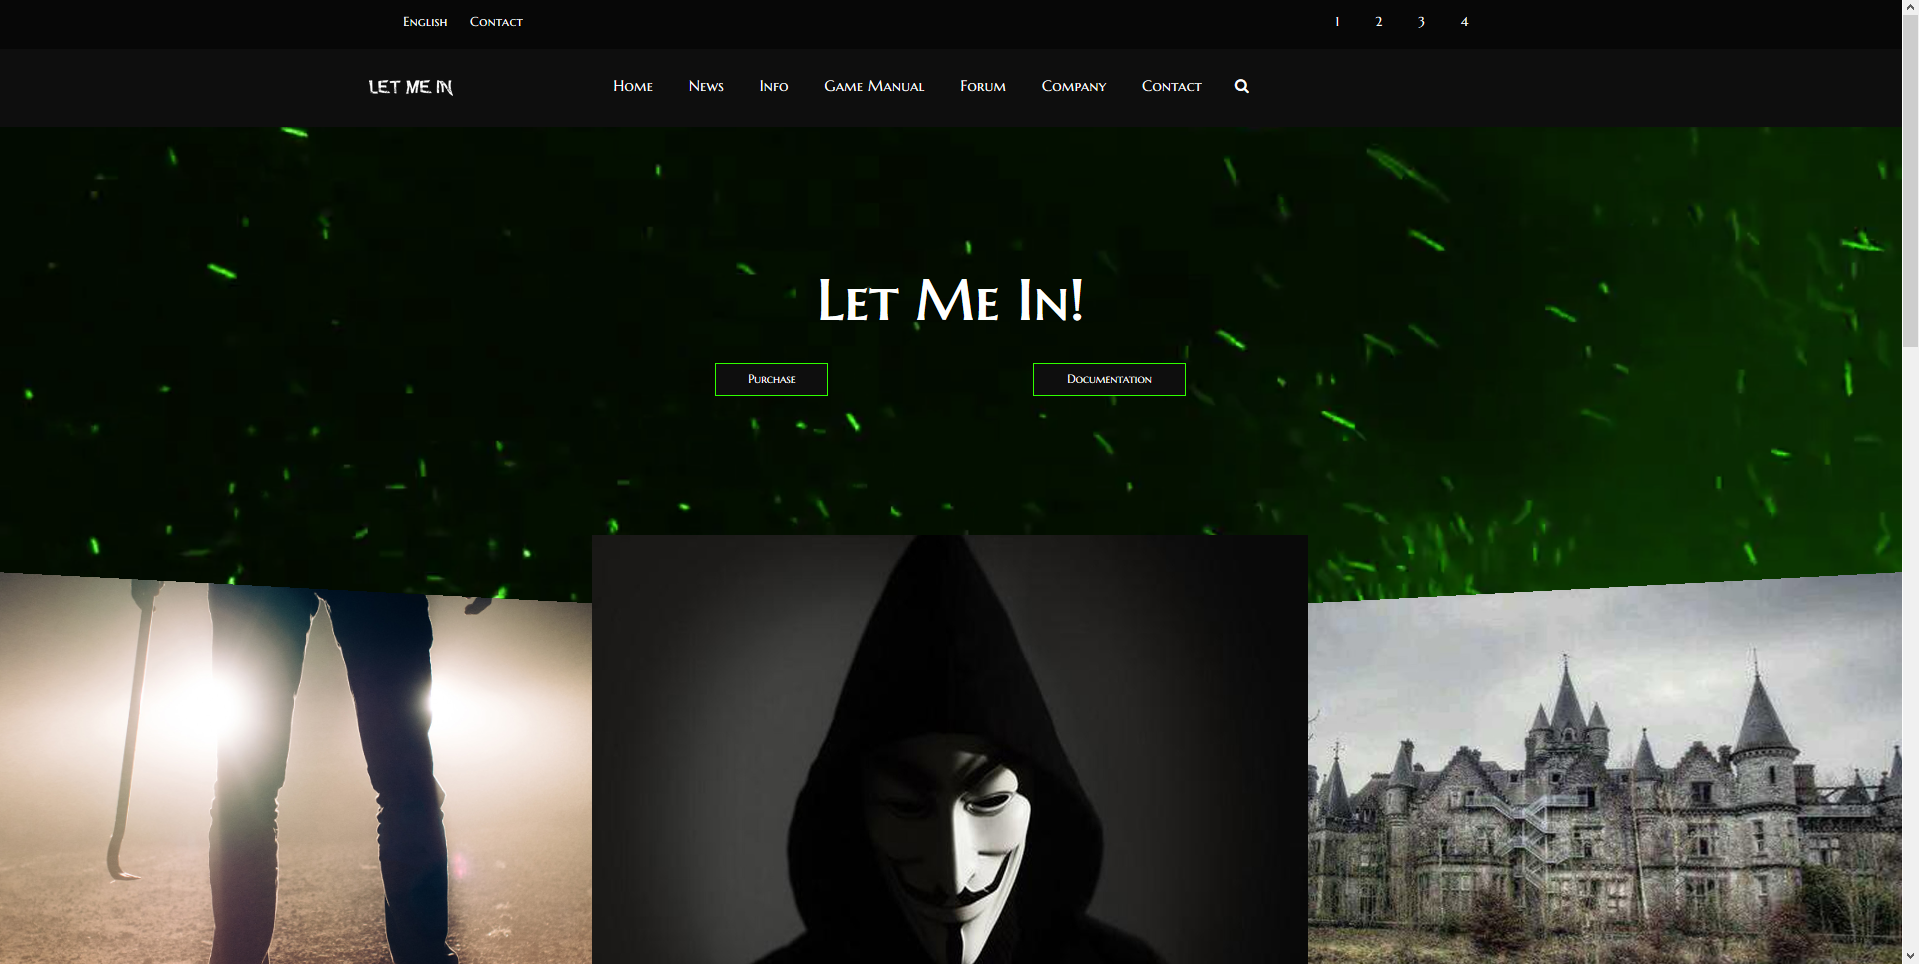 English Contact 1 2 3 4
LET ME IN Home News Info Game Manual Forum Company Contact
Let Me In!
Purchase Documentation